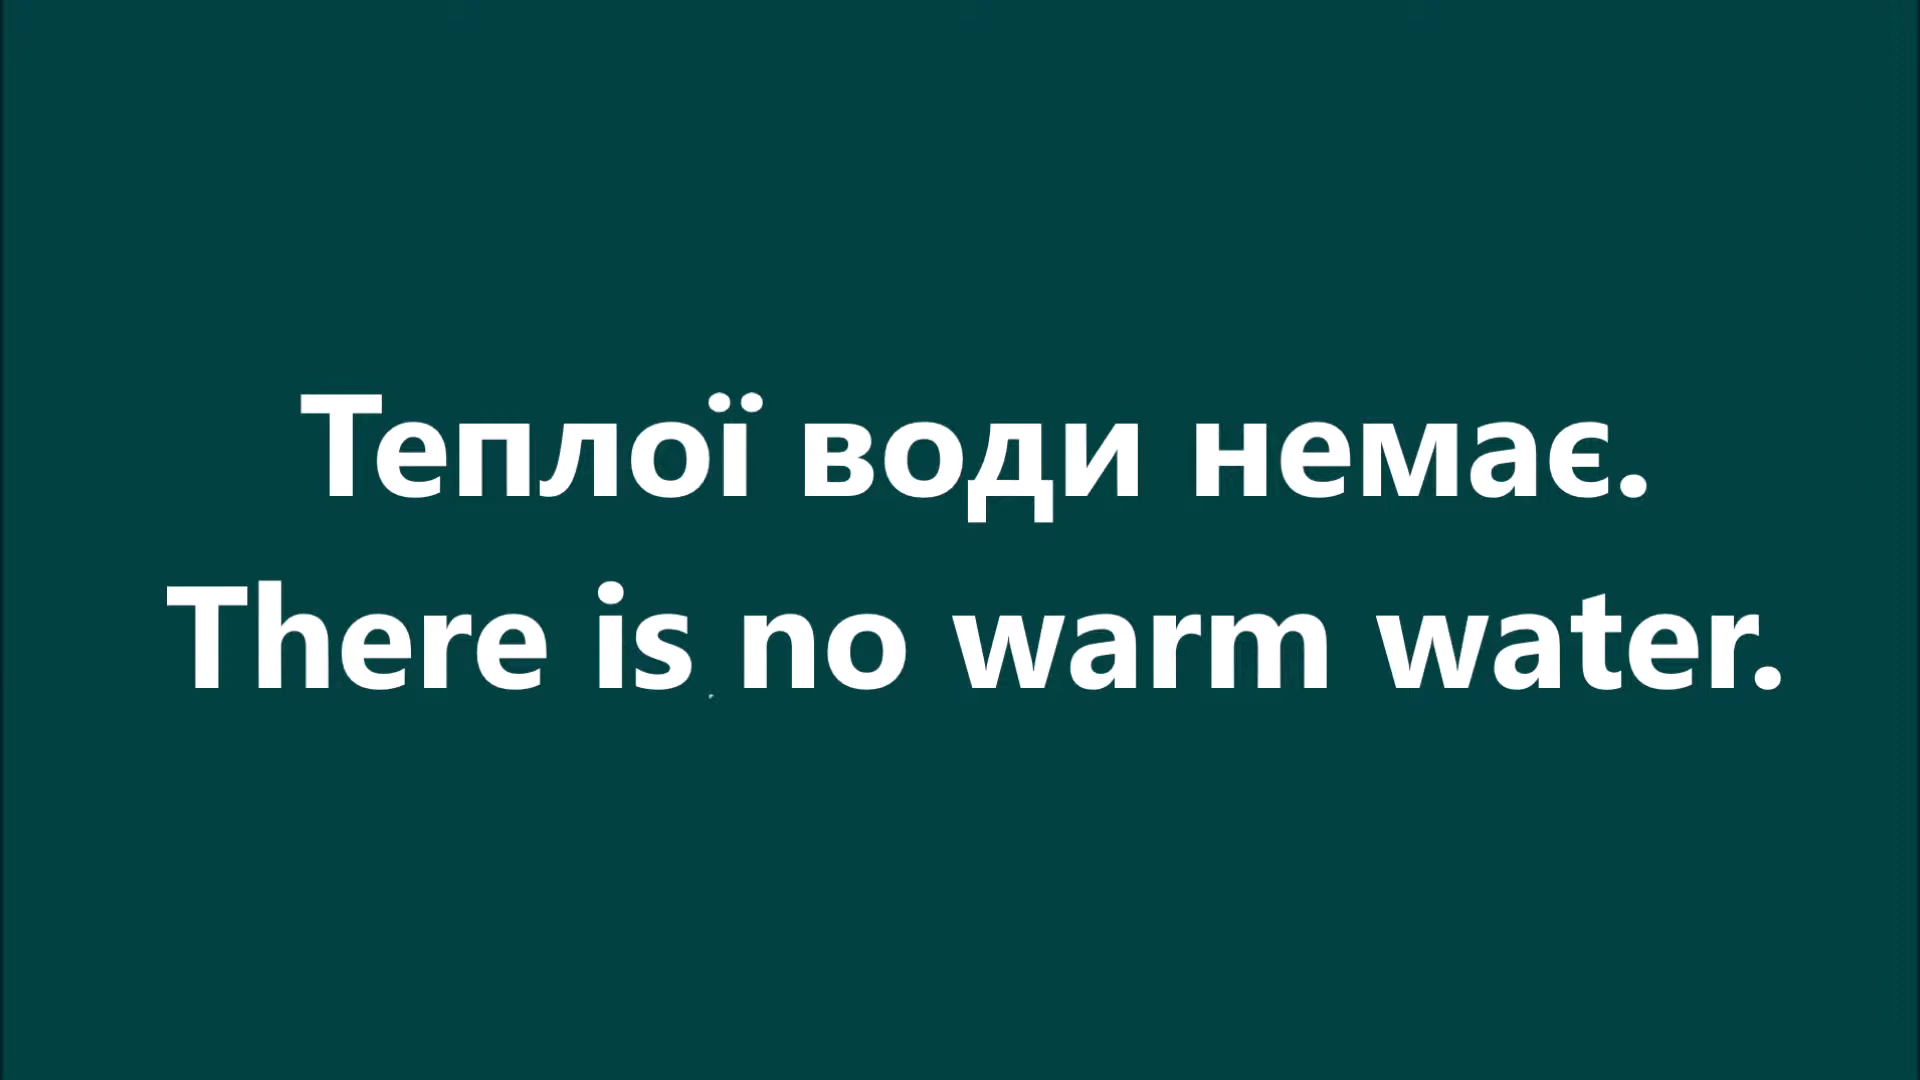 Теплої води немає.
There is no warm water.